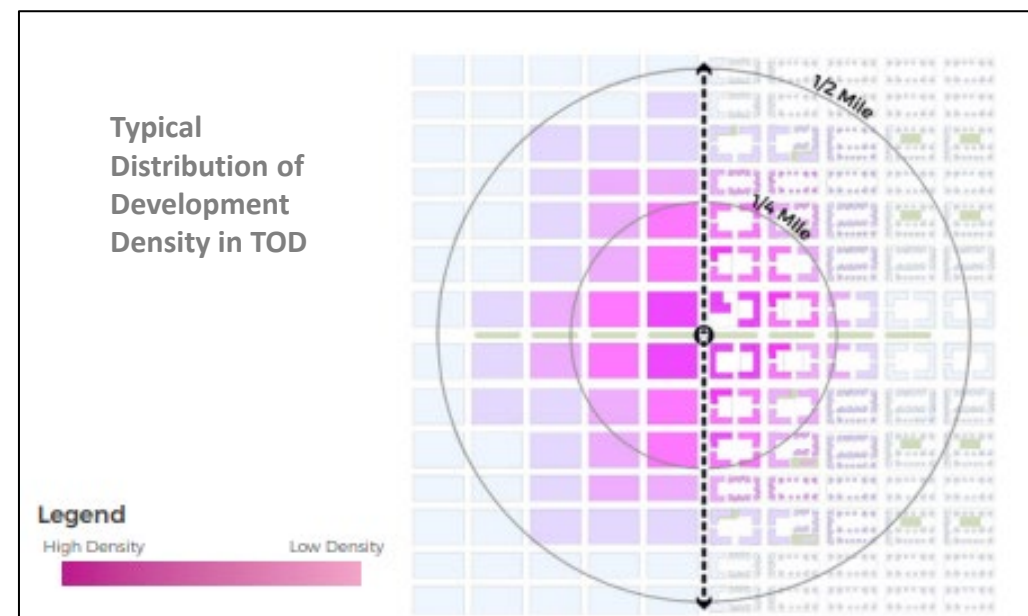 Typical
Distribution of
Development
Density in TOD
1/2 Mile
1/4 Mile
Legend
High Density Low Density